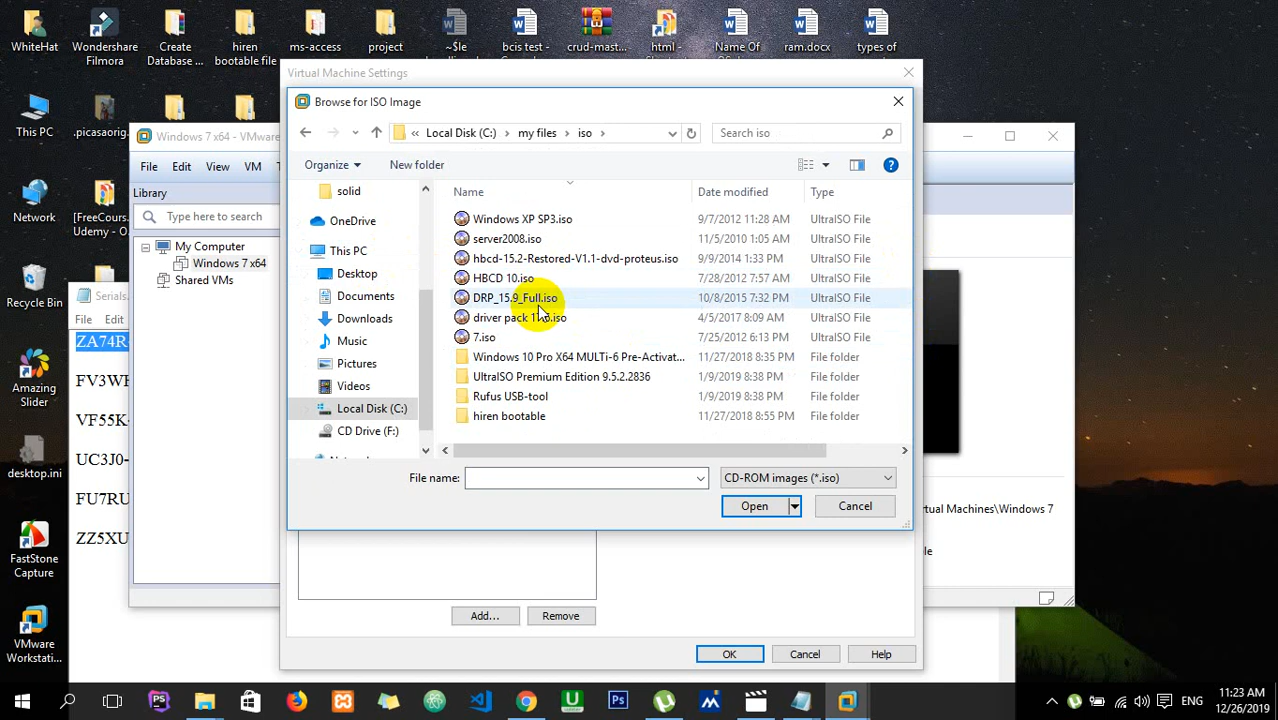 WhiteHat
Wondershare
Filmora
Create
Database ...
hiren
bootable file
ms-access
project
~$le
bcis test -
crud-mast...
html -
Name Of
ram.docx
types of
This PC
.picasaorig...
Network
[FreeCours...
Udemy - O...
Recycle Bin
Amazing
Slider
desktop.ini
FastStone
Capture
VMware
Workstati...
Virtual Machine Settings
Browse for ISO Image
Local Disk (C:)
my files
iso
Search iso
Organize
New folder
Name
Date modified
Type
solid
OneDrive
This PC
Desktop
Documents
Downloads
Music
Pictures
Videos
Local Disk (C:)
CD Drive (F:)
Windows XP SP3.iso 9/7/2012 11:28 AM UltraISO File
server2008.iso 11/5/2010 1:05 AM UltraISO File
hbcd-15.2-Restored-V1.1-dvd-proteus.iso 9/9/2014 1:33 PM UltraISO File
HBCD 10.iso 7/28/2012 7:57 AM UltraISO File
DRP_15.9_Full.iso 10/8/2015 7:32 PM UltraISO File
driver pack .iso 4/5/2017 8:09 AM UltraISO File
7.iso 7/25/2012 6:13 PM UltraISO File
Windows 10 Pro X64 MULTi-6 Pre-Activat... 11/27/2018 8:35 PM File folder
UltraISO Premium Edition 9.5.2.2836 1/9/2019 8:38 PM File folder
Rufus USB-tool 1/9/2019 8:38 PM File folder
hiren bootable 11/27/2018 8:55 PM File folder
File name:
CD-ROM images (*.iso)
Open
Cancel
Windows 7 x64 - VMware
File Edit View VM
Library
Type here to search
My Computer
Windows 7 x64
Shared VMs
Serials.
File Edit
ZA74R
FV3WF
VF55K
UC3J0-
FU7RU
ZZ5XU
rtual Machines\Windows 7
ile
Add...
Remove
OK
Cancel
Help
ENG
11:23 AM
12/26/2019